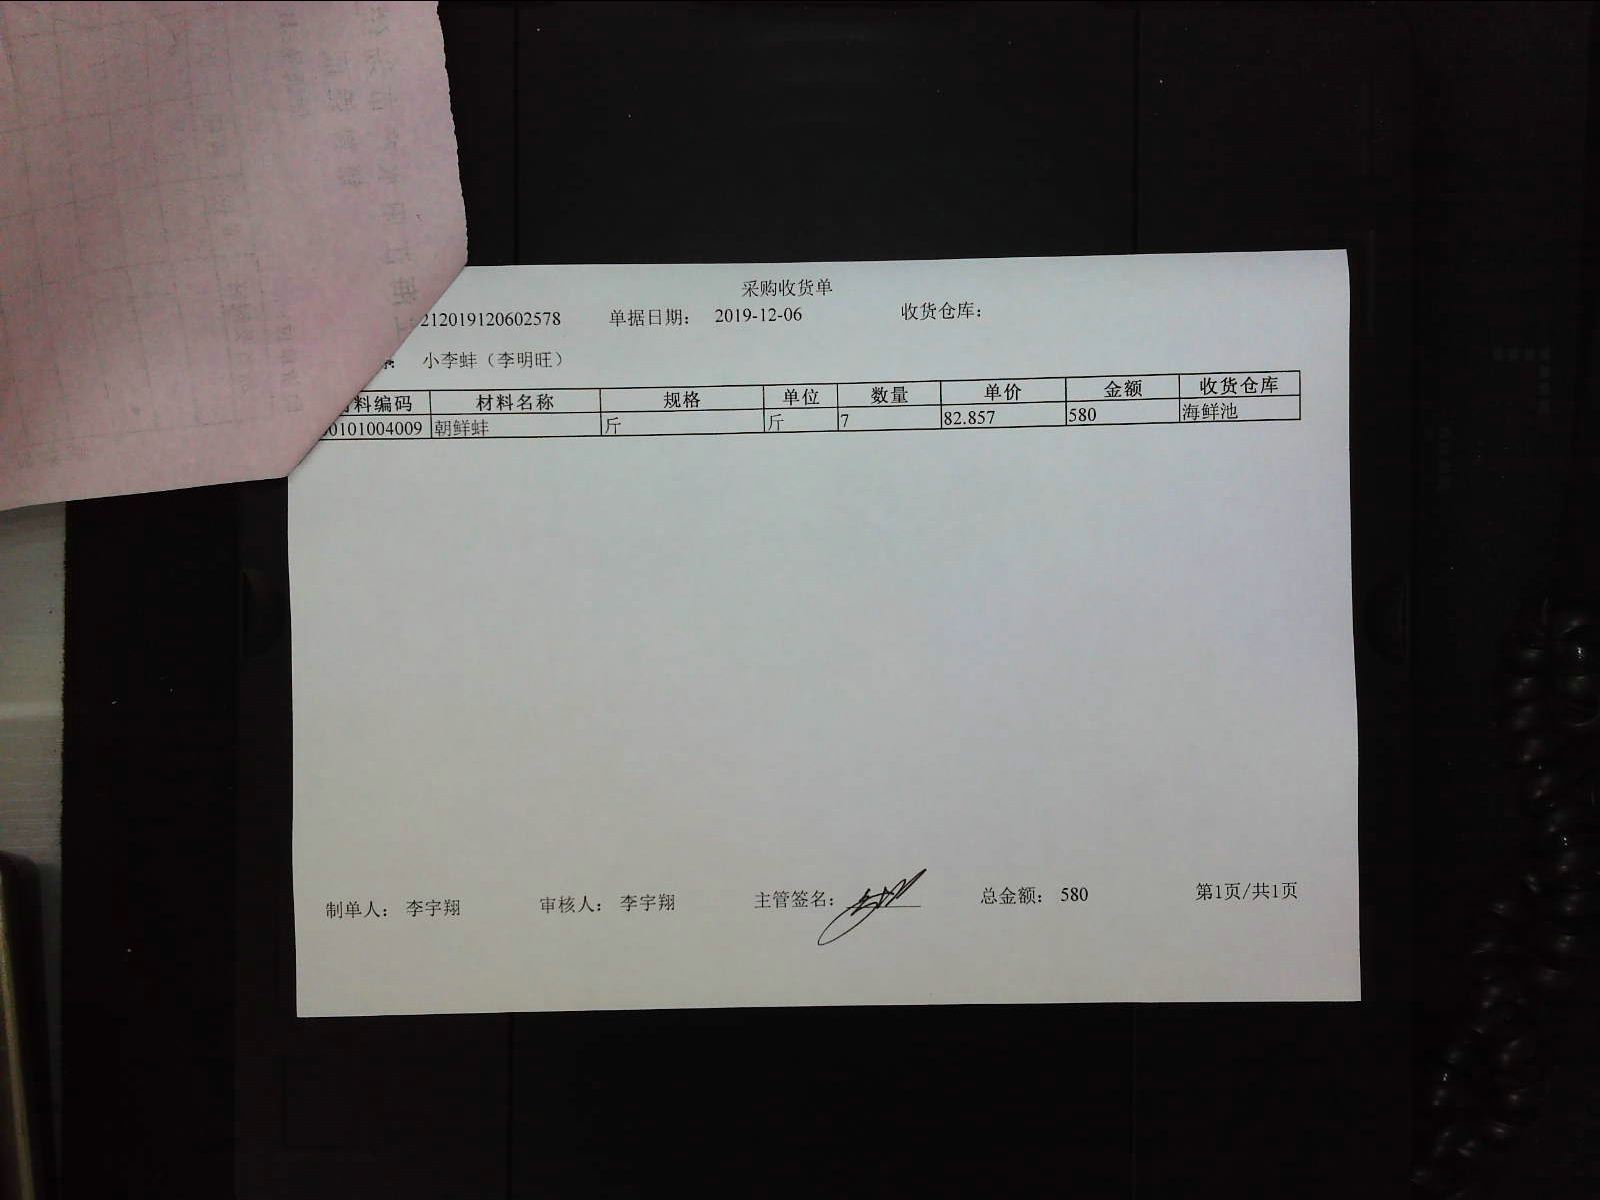 采购收货单
212019120602578 单据日期： 2019-12-06 收货仓库：
小李蚌（李明旺）
料编码 材料名称 规格 单位 数量 单价 金额 收货仓库
0101004009 朝鲜蚌 斤 斤 7 82.857 580 海鲜池
制单人： 李宇翔 审核人： 李宇翔 主管签名： 总金额： 580 第1页/共1页